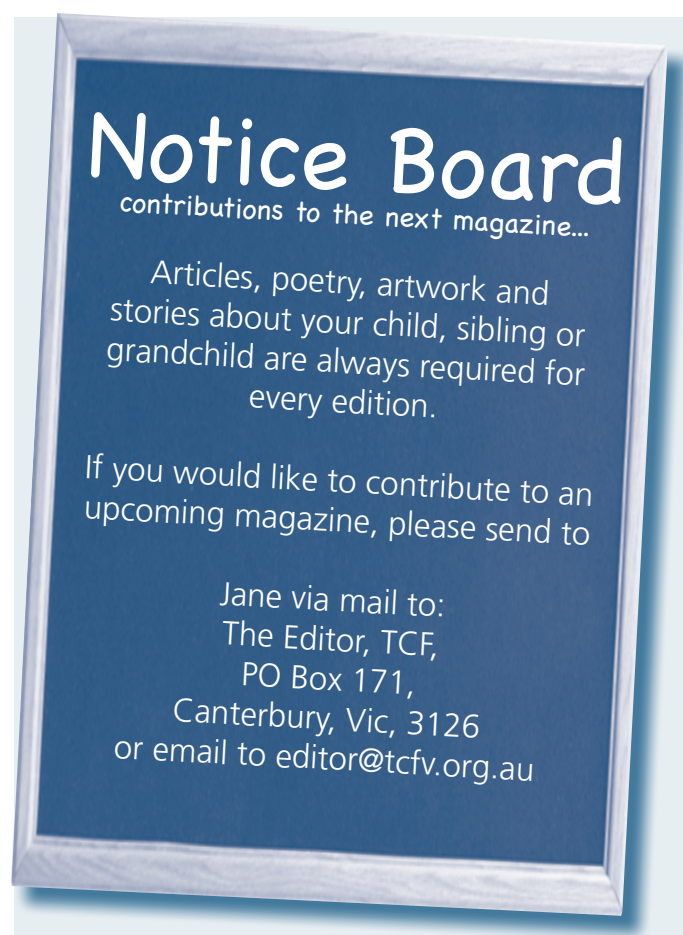 Notice Board
contributions to the next magazine...
Articles, poetry, artwork and
stories about your child, sibling or
grandchild are always required for
every edition.
If you would like to contribute to an
upcoming magazine, please send to
Jane via mail to:
The Editor, TCF,
PO Box 171,
Canterbury, Vic, 3126
or email to editor@tcfv.org.au